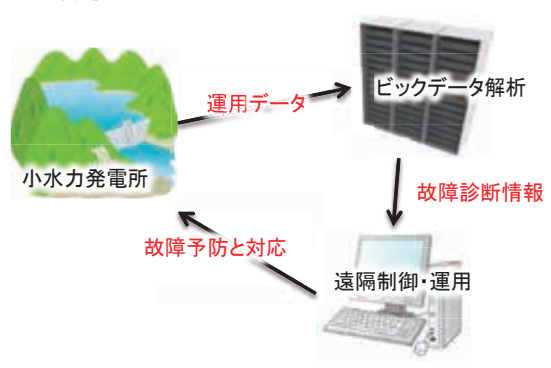 運用データ
ビックデータ解析
小水力発電所
故障診断情報
故障予防と対応
遠隔制御・運用